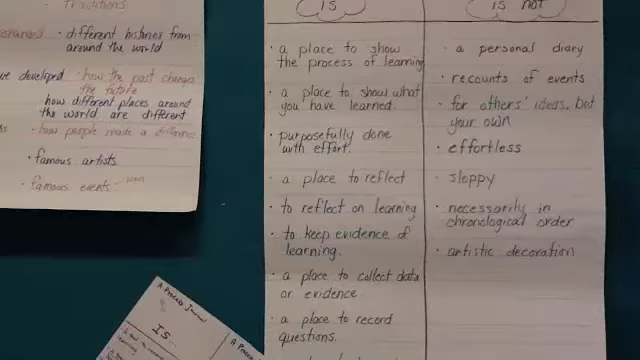 traditions
different histories from
around the world
developed · how the past changes
the future
how different places around
the world are different
· how people made a difference
· famous artists
· famous events
IS
· a place to show
the process of learning
· a place to show what
you have learned.
· purposefully done
with effort.
· a place to reflect
· to reflect on learning
· to keep evidence of
learning.
· a place to collect data
or evidence
· a place to record
questions.
is not
· a personal diary
· recounts of events
· for others' ideas, but
your own
· effortless
· sloppy
· necessarily in
chronological order
· artistic decoration
A Process Journal
IS